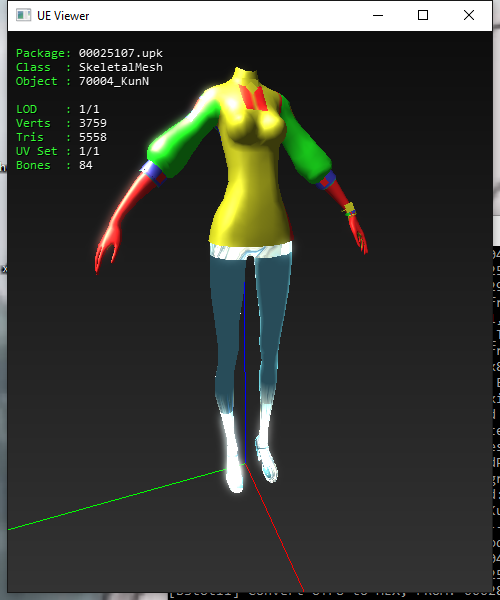 UE Viewer
Package: 00025107.upk
Class : SkeletalMesh
Object : 70004_KunN
LOD : 1/1
Verts : 3759
Tris : 5558
UV Set : 1/1
Bones : 84